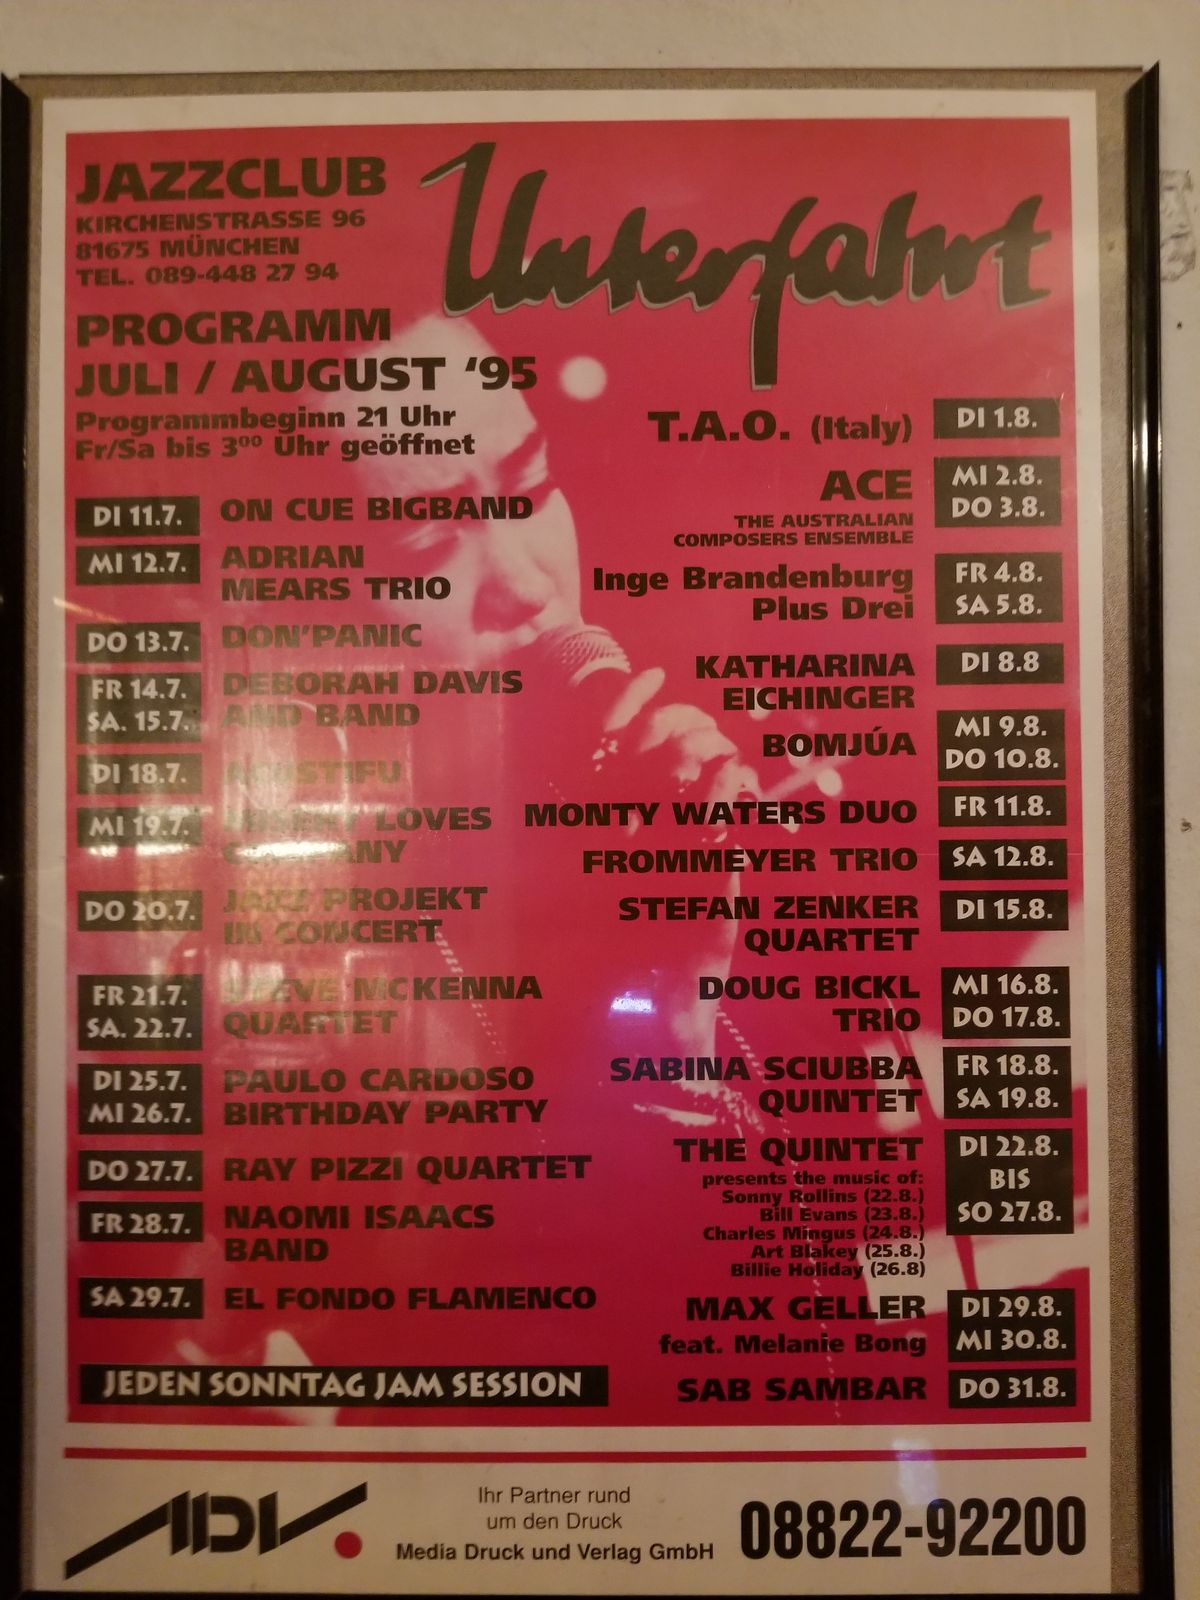 JAZZCLUB
KIRCHENSTRASSE 96
81675 MÜNCHEN
TEL. 089-448 27 94
Unterfahrt
PROGRAMM
JULI / AUGUST '95
Programmbeginn 21 Uhr
Fr/Sa bis 3⁰⁰ Uhr geöffnet
DI 11.7. ON CUE BIGBAND
MI 12.7. ADRIAN
MEARS TRIO
DO 13.7. DON'PANIC
FR 14.7. DEBORAH DAVIS
SA. 15.7. AND BAND
DI 18.7. ACUSTIFU
MI 19.7. MISERY LOVES
COMPANY
DO 20.7. JAZZ PROJEKT
IN CONCERT
FR 21.7. STEVE MCKENNA
SA. 22.7. QUARTET
DI 25.7. PAULO CARDOSO
MI 26.7. BIRTHDAY PARTY
DO 27.7. RAY PIZZI QUARTET
FR 28.7. NAOMI ISAACS
BAND
SA 29.7. EL FONDO FLAMENCO
JEDEN SONNTAG JAM SESSION
T.A.O. (Italy) DI 1.8.
ACE MI 2.8.
DO 3.8.
THE AUSTRALIAN
COMPOSERS ENSEMBLE
Inge Brandenburg FR 4.8.
Plus Drei SA 5.8.
KATHARINA DI 8.8
EICHINGER
BOMJÚA MI 9.8.
DO 10.8.
MONTY WATERS DUO FR 11.8.
FROMMEYER TRIO SA 12.8.
STEFAN ZENKER DI 15.8.
QUARTET
DOUG BICKL MI 16.8.
TRIO DO 17.8.
SABINA SCIUBBA FR 18.8.
QUINTET SA 19.8.
THE QUINTET DI 22.8.
BIS
SO 27.8.
presents the music of:
Sonny Rollins (22.8.)
Bill Evans (23.8.)
Charles Mingus (24.8.)
Art Blakey (25.8.)
Billie Holiday (26.8)
MAX GELLER DI 29.8.
feat. Melanie Bong MI 30.8.
SAB SAMBAR DO 31.8.
MDV
Ihr Partner rund
um den Druck
Media Druck und Verlag GmbH
08822-92200